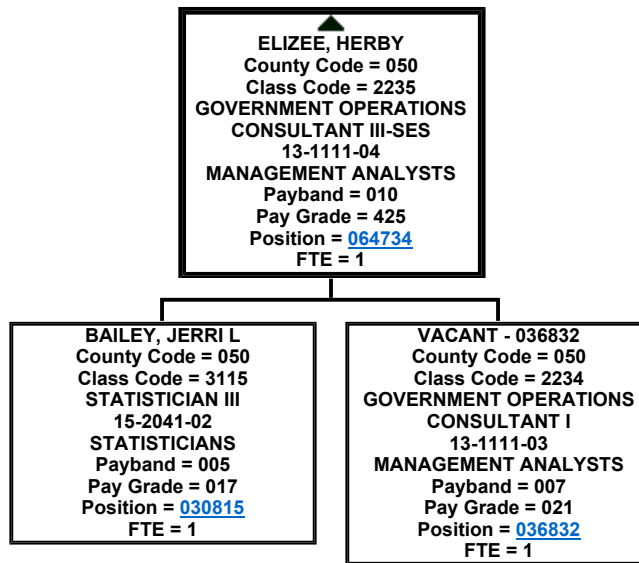 ELIZEE, HERBY
County Code = 050
Class Code = 2235
GOVERNMENT OPERATIONS
CONSULTANT III-SES
13-1111-04
MANAGEMENT ANALYSTS
Payband = 010
Pay Grade = 425
Position = 064734
FTE = 1
BAILEY, JERRI L
County Code = 050
Class Code = 3115
STATISTICIAN III
15-2041-02
STATISTICIANS
Payband = 005
Pay Grade = 017
Position = 030815
FTE = 1
VACANT - 036832
County Code = 050
Class Code = 2234
GOVERNMENT OPERATIONS
CONSULTANT I
13-1111-03
MANAGEMENT ANALYSTS
Payband = 007
Pay Grade = 021
Position = 036832
FTE = 1